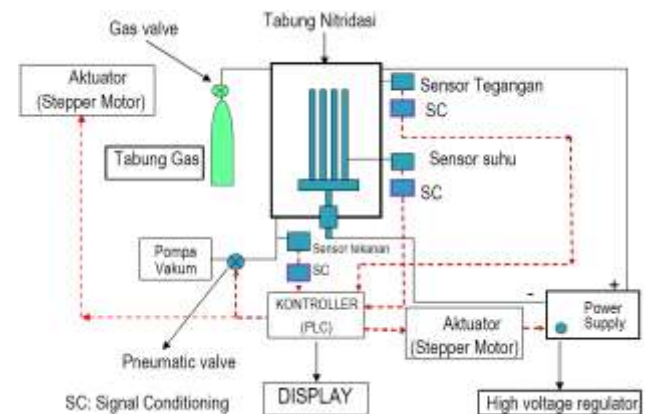 Tabung Nitridasi
Gas valve
Aktuator
(Stepper Motor)
Sensor Tegangan
SC
Tabung Gas
Sensor suhu
SC
Pompa
Vakum
Sensor tekanan
SC
KONTROLLER
(PLC)
Aktuator
(Stepper Motor)
-
+
Power
Supply
Pneumatic valve
SC: Signal Conditioning
DISPLAY
High voltage regulator